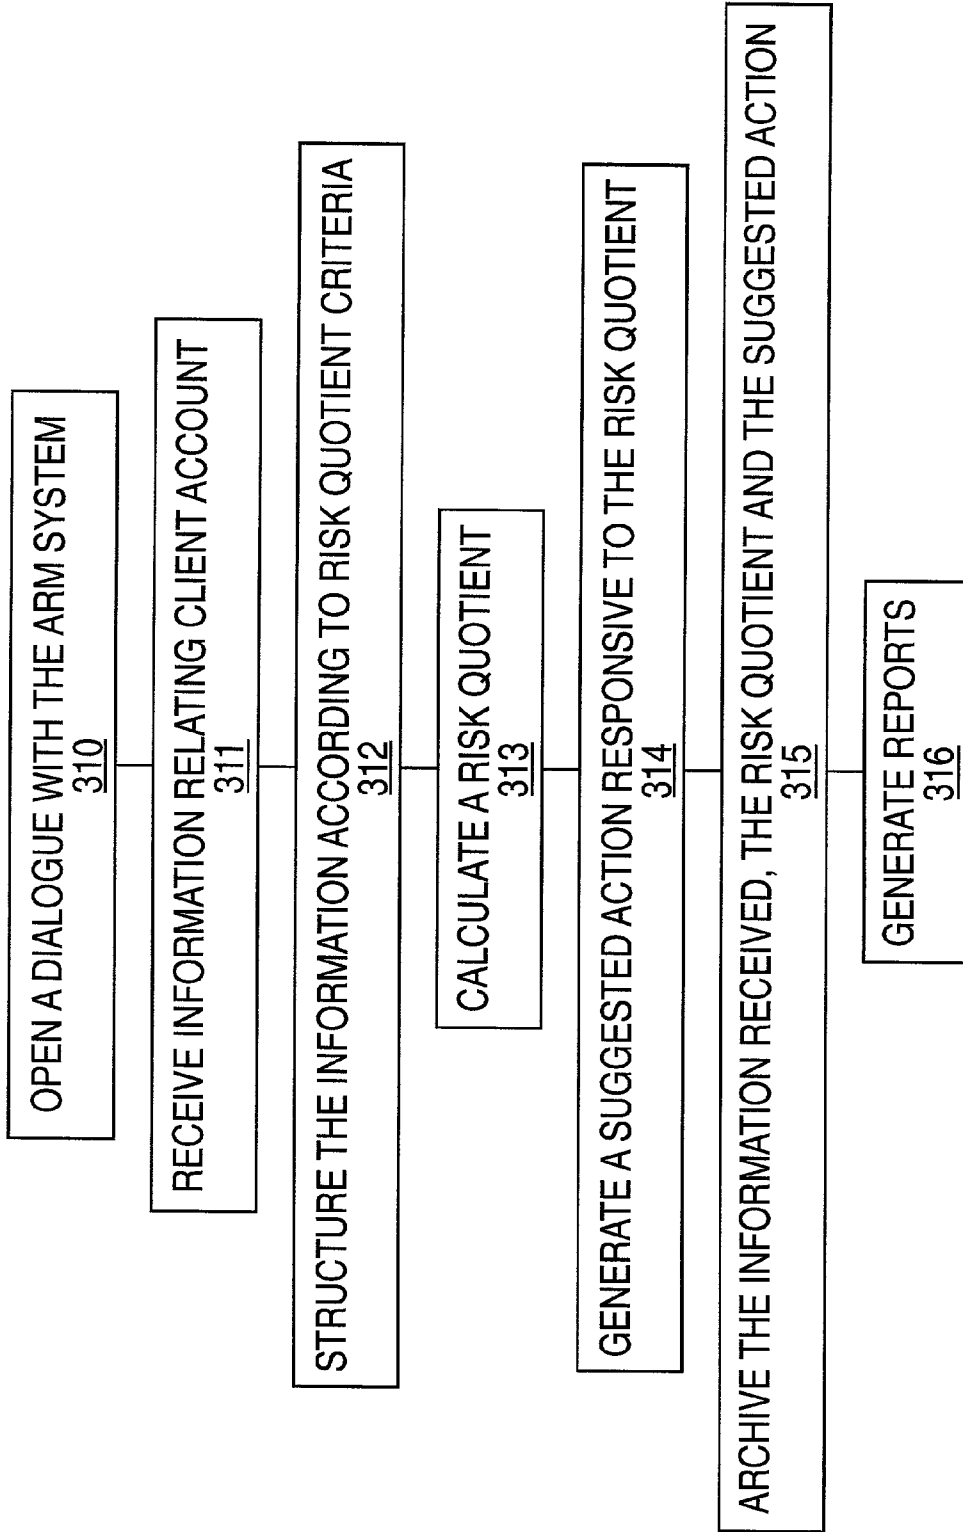 OPEN A DIALOGUE WITH THE ARM SYSTEM
310
RECEIVE INFORMATION RELATING CLIENT ACCOUNT
311
STRUCTURE THE INFORMATION ACCORDING TO RISK QUOTIENT CRITERIA
312
CALCULATE A RISK QUOTIENT
313
GENERATE A SUGGESTED ACTION RESPONSIVE TO THE RISK QUOTIENT
314
ARCHIVE THE INFORMATION RECEIVED, THE RISK QUOTIENT AND THE SUGGESTED ACTION
315
GENERATE REPORTS
316